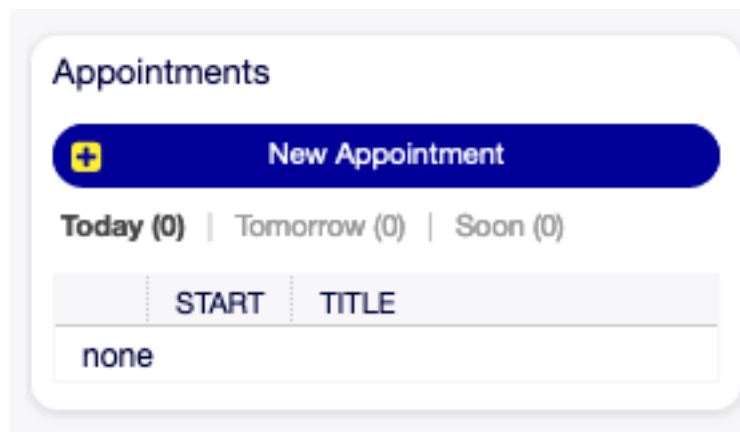 Appointments
New Appointment
Today (0) | Tomorrow (0) | Soon (0)
START TITLE
none